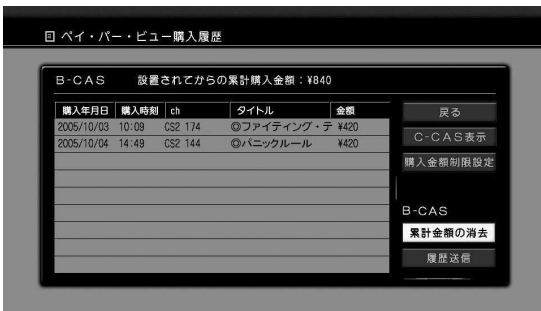 ペイ・パー・ビュー購入履歴
B-CAS 設置されてからの累計購入金額：¥840
購入年月日 購入時刻 ch タイトル 金額
2005/10/03 10:09 CS2 174 ◎ファイティング・テ ¥420
2005/10/04 14:49 CS2 144 ◎パニックルール ¥420
戻る
C-CAS表示
購入金額制限設定
B-CAS
累計金額の消去
履歴送信